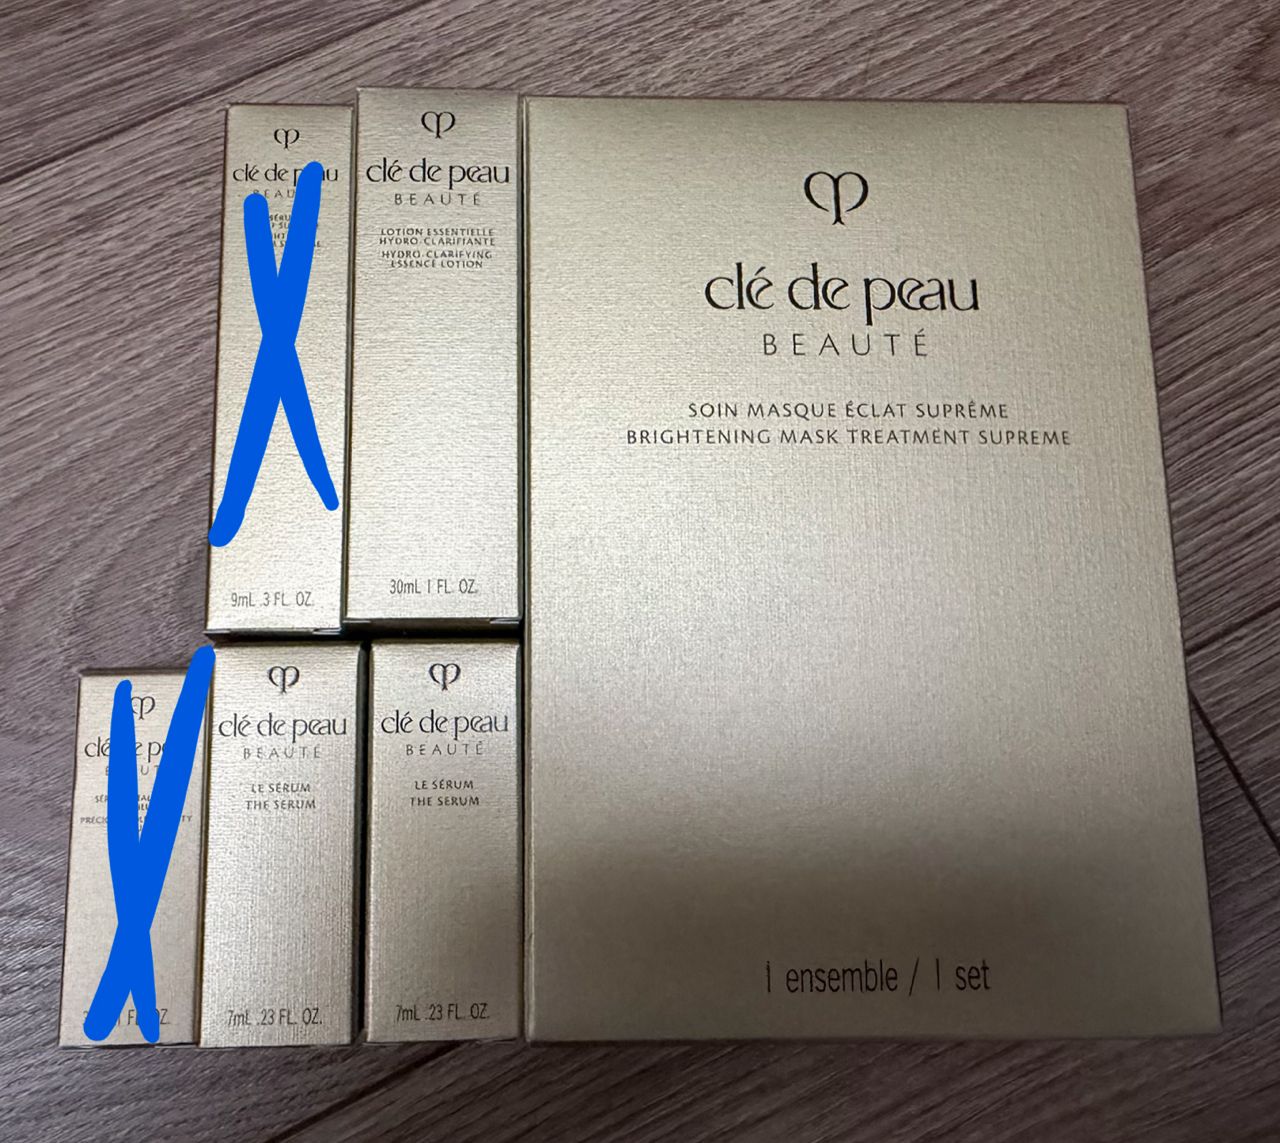 clé de peau
BEAUTÉ
LOTION ESSENTIELLE
HYDRO-CLARIFIANTE
HYDRO-CLARIFYING
ESSENCE LOTION
30mL 1 FL. OZ.
clé de peau
BEAUTÉ
SOIN MASQUE ÉCLAT SUPRÊME
BRIGHTENING MASK TREATMENT SUPREME
1 ensemble / 1 set
clé de
9mL .3 FL. OZ.
clé de peau
BEAUTÉ
LE SÉRUM
THE SERUM
7mL .23 FL. OZ.
clé de peau
BEAUTÉ
LE SÉRUM
THE SERUM
7mL .23 FL. OZ.